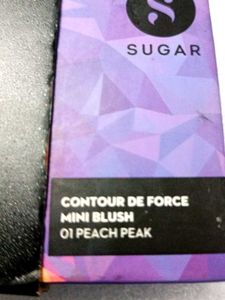 SUGAR
CONTOUR DE FORCE
MINI BLUSH
01 PEACH PEAK